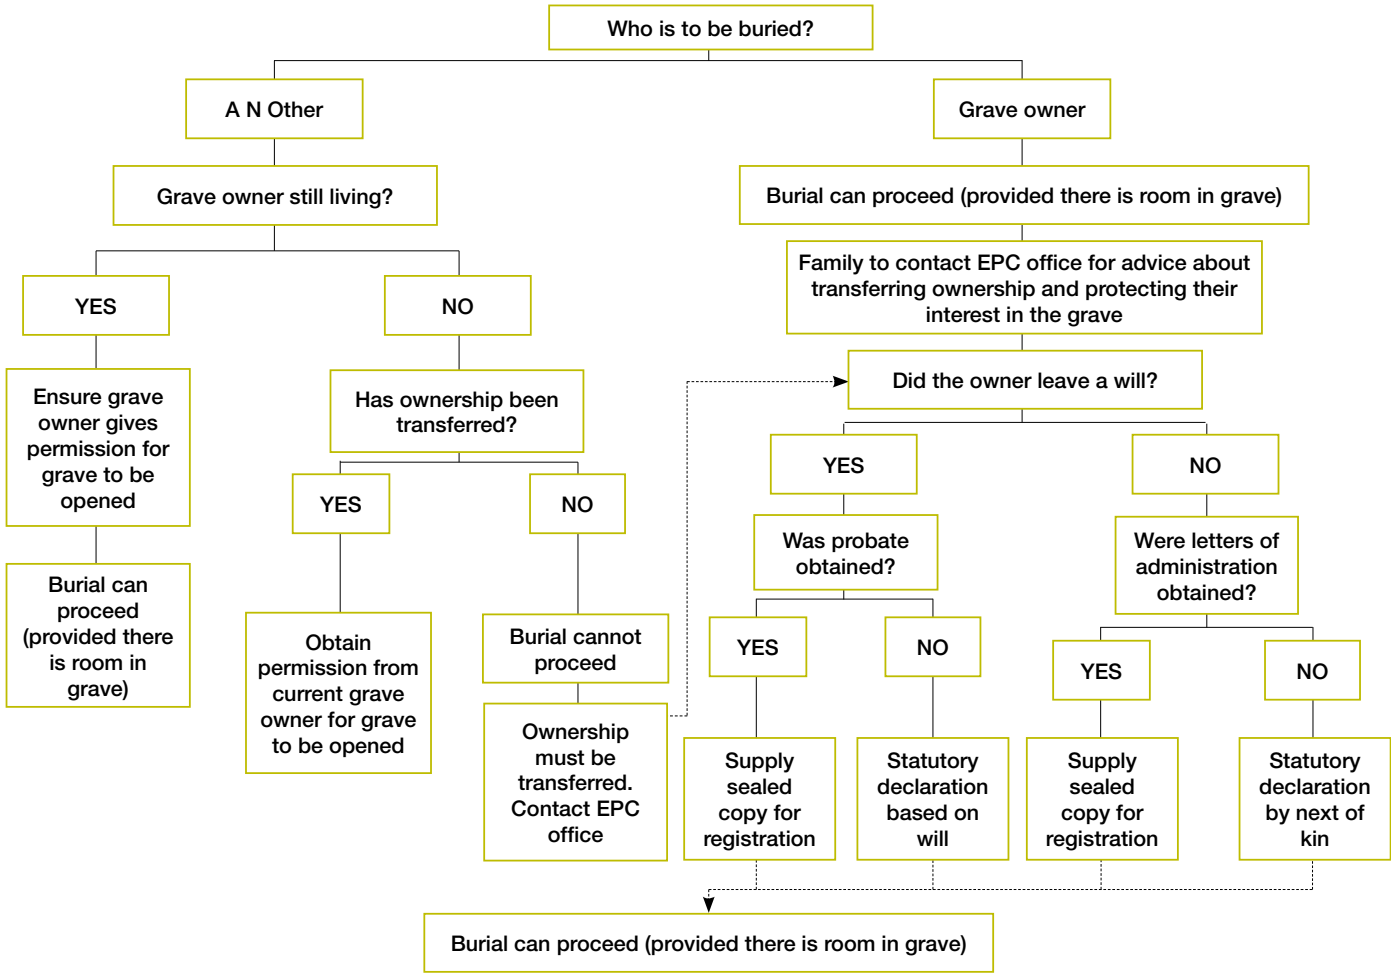 Who is to be buried?
A N Other
Grave owner
Grave owner still living?
Burial can proceed (provided there is room in grave)
Family to contact EPC office for advice about
transferring ownership and protecting their
interest in the grave
YES
NO
Did the owner leave a will?
Ensure grave
owner gives
permission for
grave to be
opened
Has ownership been
transferred?
YES
NO
YES
NO
Was probate
obtained?
Were letters of
administration
obtained?
Burial can
proceed
(provided there
is room in
grave)
Obtain
permission from
current grave
owner for grave
to be opened
Burial cannot
proceed
YES
NO
YES
NO
Ownership
must be
transferred.
Contact EPC
office
Supply
sealed
copy for
registration
Statutory
declaration
based on
will
Supply
sealed
copy for
registration
Statutory
declaration
by next of
kin
Burial can proceed (provided there is room in grave)